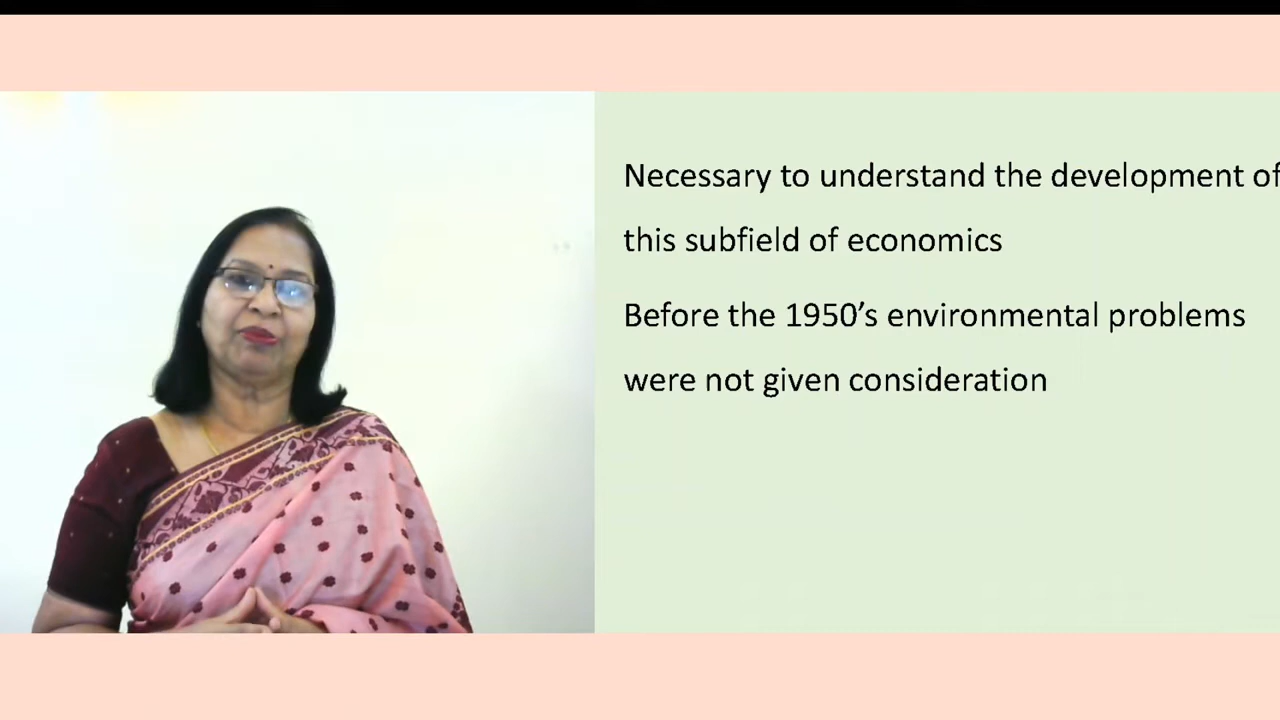 Necessary to understand the development of
this subfield of economics
Before the 1950’s environmental problems
were not given consideration